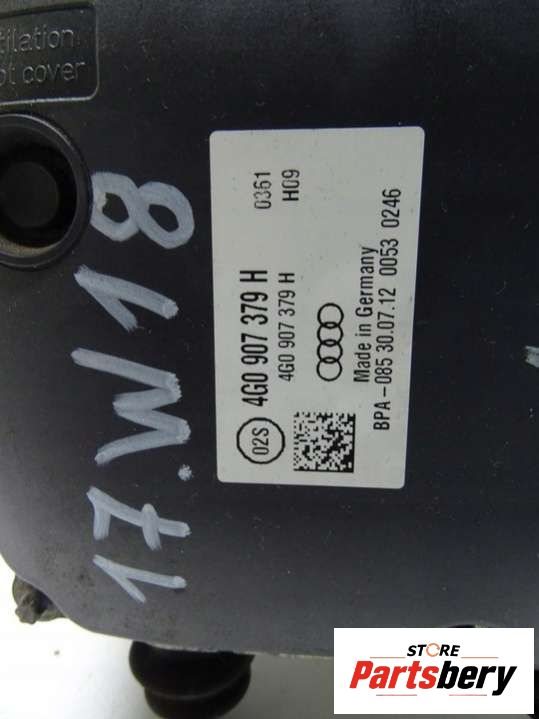 tilation
ot cover
17.W18
0361
H09
02S
4G0 907 379 H
4G0 907 379 H
Made in Germany
BPA-085 30.07.12 0053 0246
STORE
Partsbery